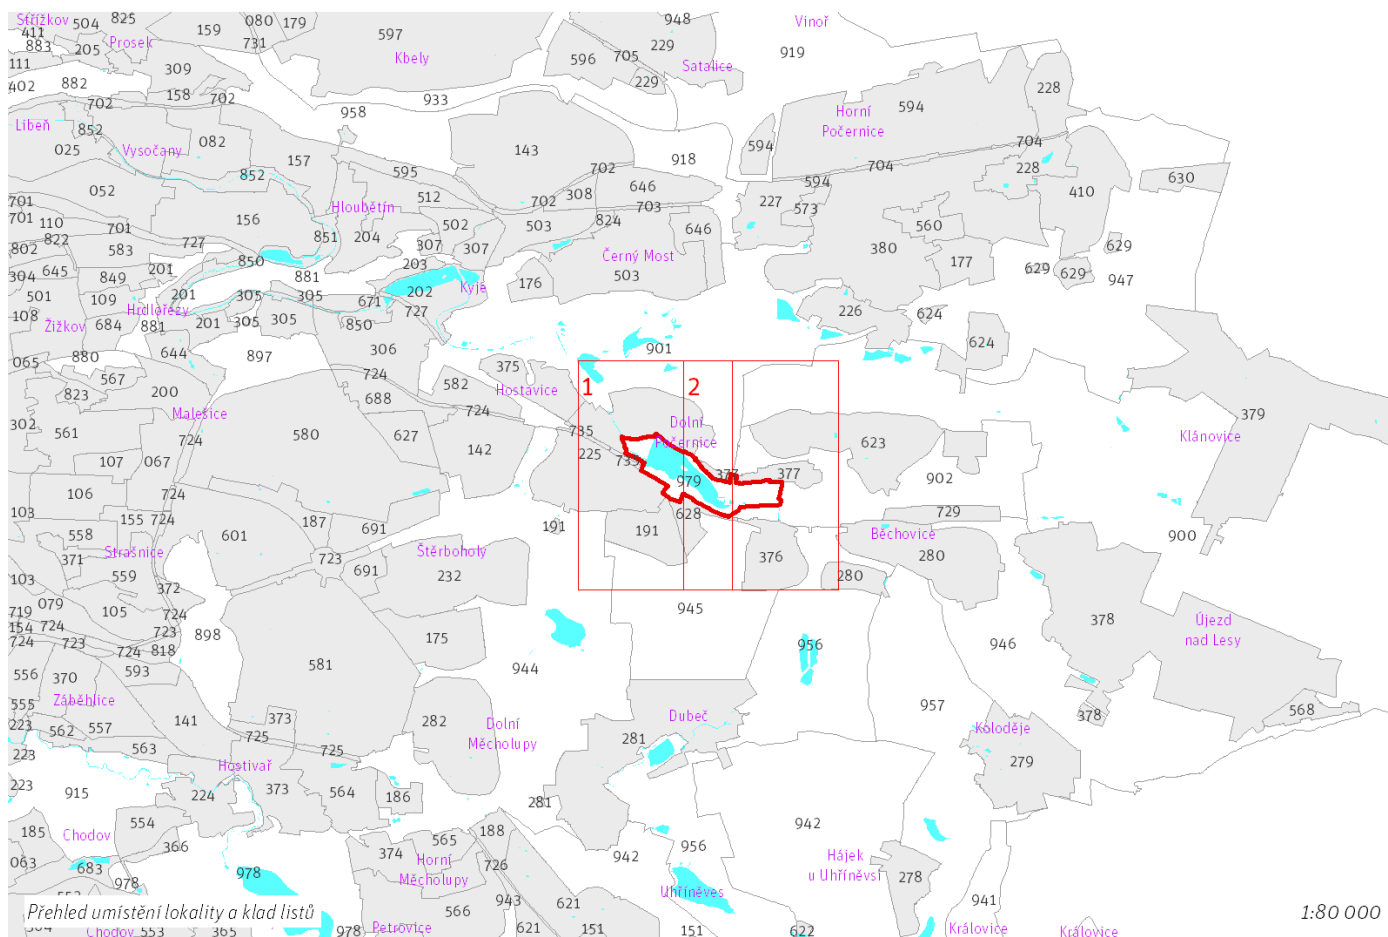 Střížkov 504 825 080 179 948 Vinoř
411 159 597
883 205 Prosek 731 229 919
111 309 Kbely 596 705 Satalice
402 882 158 702 229 228
702 958 933 594
Libeň 852 Horní
Počernice
025 Vysočany 082 157 143 918 594 704 704
852 595 702 594 228
052 512 646 410 630
701 308 227 573
701 110 701 156 Hloubětín 702 703
822 727 851 204 502 503 824 646 560
802 583 307 307 380 629
304 645 849 201 850 203 Černý Most 177
501 109 201 881 202 Kyje 176 503 629 629 947
108 Hrdlořezy 305 305 671 727 226 624
Žižkov 684 881 201 305 305 850
065 880 644 897 306 901 624
567 724 375
823 200 688 582 Hostavice 1 2 379
302 Malešice 724 Dolní
Počernice
561 724 580 627 142 735 623 Klánovice
107 067 225 735 377 377
106 724 979 902
103 155 724 187 691 628 729 900
558 601 191 191 Běchovice
371 Strašnice 723 Štěrboholy 376 280
559 691 232 280
103 372
079 105 724 945 378 Újezd
nad Lesy
719 724 898 175
154 723 723 956 946
724 724 818 581 944
556 370 593
Záběhlice 957 568
555 141 373 282 Dolní
Měcholupy Dubeč 378
223 562 557 725 Koloděje
563 725 281
223 Hostivař 279
223 915 224 373 564 186 281
185 554 188 942
Chodov 366 565 956
063 374 Horní
Měcholupy 726 942 Hájek
u Uhříněvsi
683 978 978 943 Uhříněves 278
566 621 941
Přehled umístění lokality a klad listů 1:80 000
Chodov 553 365 978 Petrovice 621 151 151 622 Královice Královice